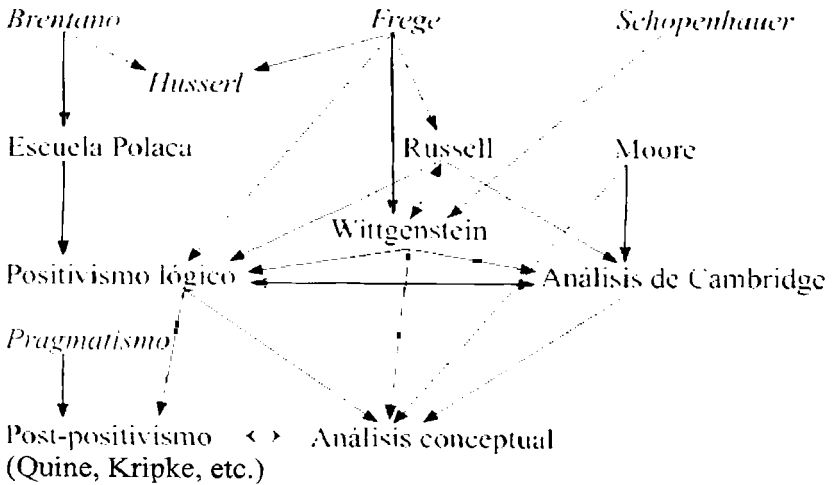 Brentano Frege Schopenhauer
Husserl
Escuela Polaca Russell Moore
Wittgenstein
Positivismo lógico Análisis de Cambridge
Pragmatismo
Post-positivismo < > Análisis conceptual
(Quine, Kripke, etc.)